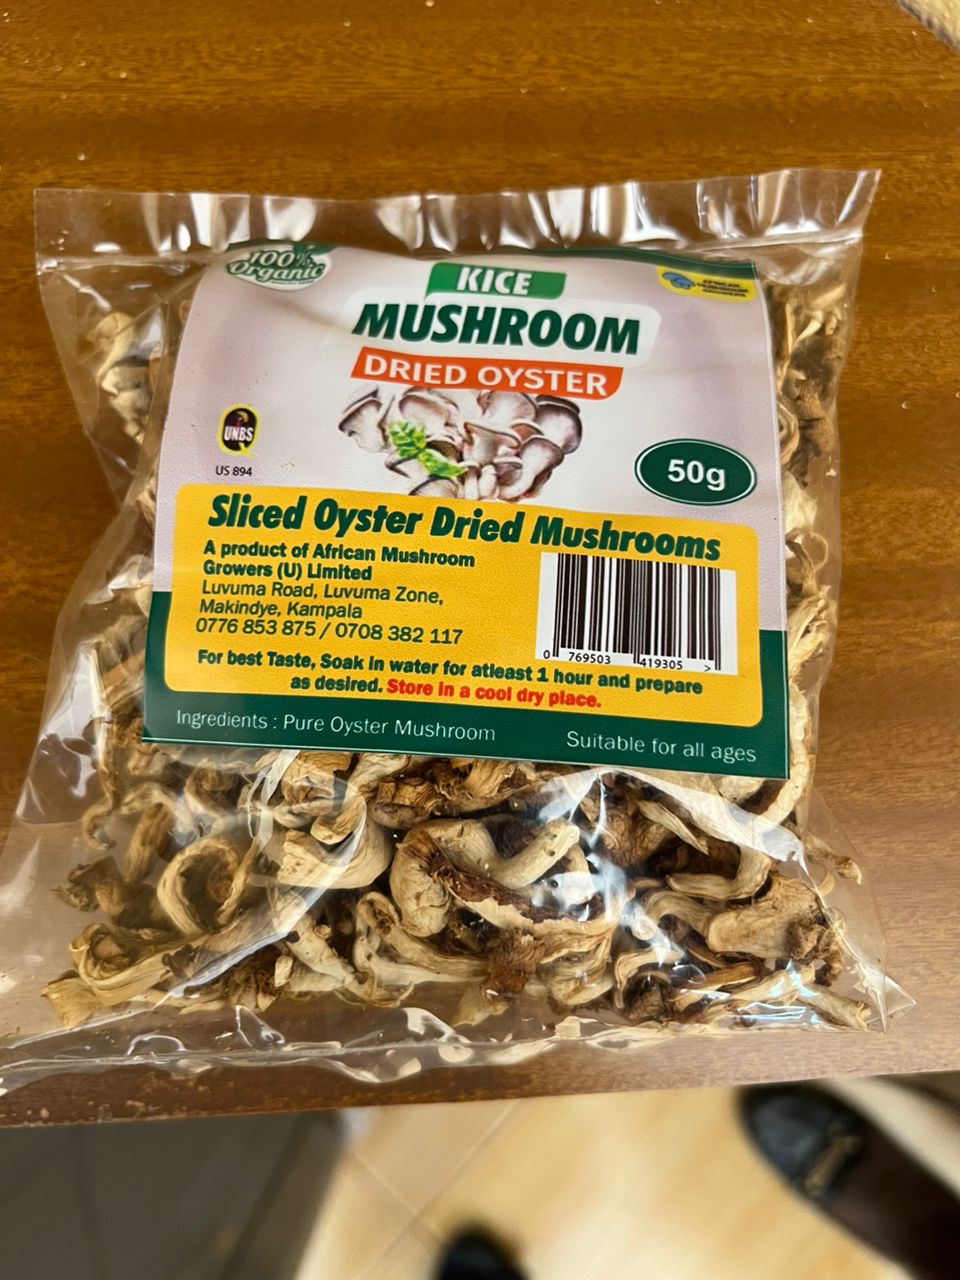 100%
Organic
KICE
MUSHROOM
DRIED OYSTER
AFRICAN
MUSHROOM
GROWERS
UNBS
US 894
50g
Sliced Oyster Dried Mushrooms
A product of African Mushroom
Growers (U) Limited
Luvuma Road, Luvuma Zone,
Makindye, Kampala
0776 853 875 / 0708 382 117
0 769503 419305 >
For best Taste, Soak in water for atleast 1 hour and prepare
as desired. Store in a cool dry place.
Ingredients : Pure Oyster Mushroom
Suitable for all ages